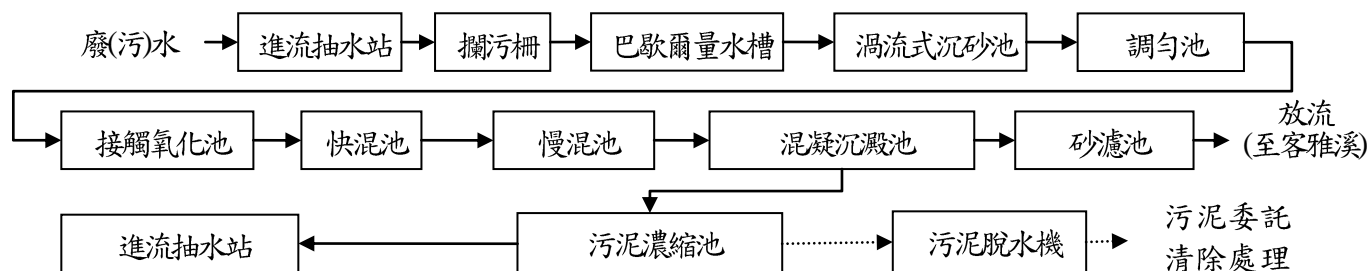 廢(污)水
進流抽水站
攔污柵
巴歇爾量水槽
渦流式沉砂池
調勻池
接觸氧化池
快混池
慢混池
混凝沉澱池
砂濾池
放流
(至客雅溪)
進流抽水站
污泥濃縮池
污泥脫水機
污泥委託
清除處理